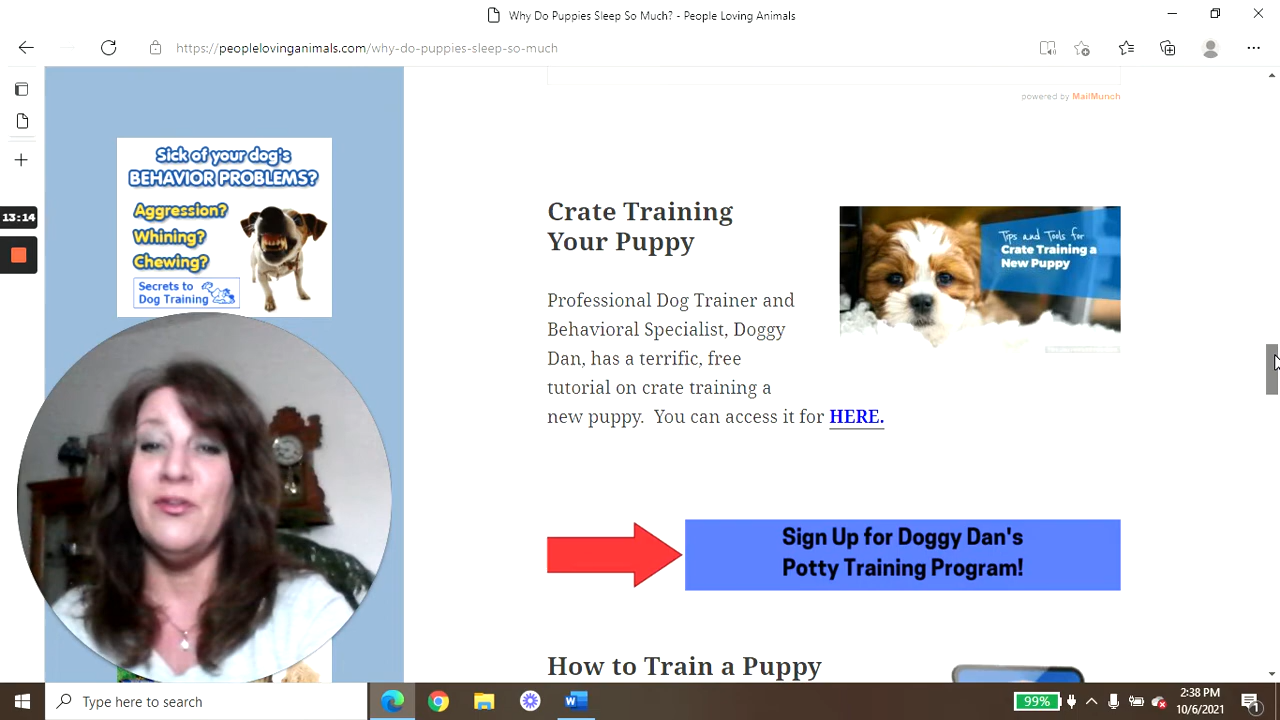 Why Do Puppies Sleep So Much? - People Loving Animals
https://peoplelovinganimals.com/why-do-puppies-sleep-so-much
powered by MailMunch
Sick of your dog's
BEHAVIOR PROBLEMS?
Aggression?
Whining?
Chewing?
Secrets to
Dog Training
13:14
Crate Training
Your Puppy
Tips and Tools for
Crate Training a
New Puppy
Professional Dog Trainer and
Behavioral Specialist, Doggy
Dan, has a terrific, free
tutorial on crate training a
new puppy. You can access it for HERE.
Sign Up for Doggy Dan's
Potty Training Program!
How to Train a Puppy
Type here to search
99%
2:38 PM
10/6/2021
1